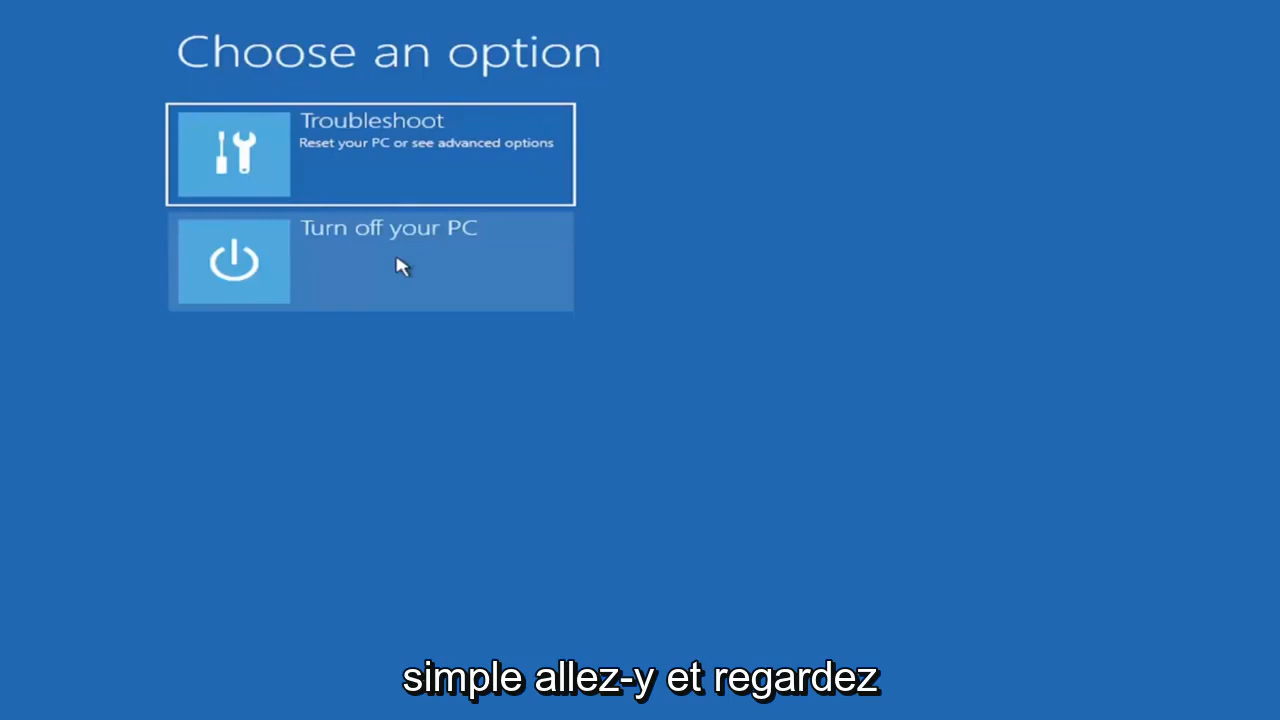 Choose an option
Troubleshoot
Reset your PC or see advanced options
Turn off your PC
simple allez-y et regardez